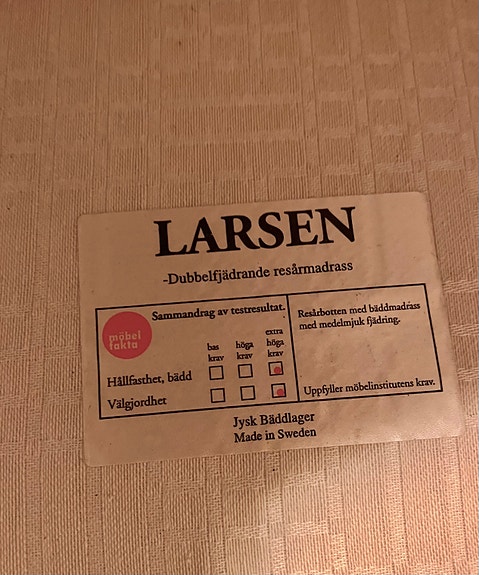 LARSEN
-Dubbelfjädrande resårmadrass
Sammandrag av testresultat.
möbel
fakta
bas
krav
höga
krav
extra
höga
krav
Hållfasthet, bädd
Välgjordhet
Resårbotten med bäddmadrass
med medelmjuk fjädring.
Uppfyller möbelinstitutens krav.
Jysk Bäddlager
Made in Sweden